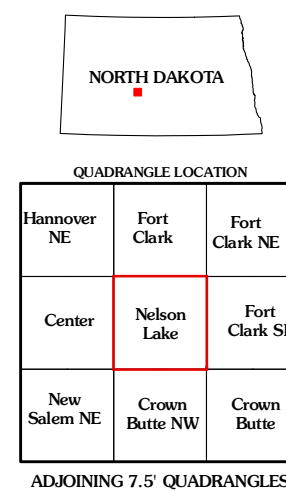 NORTH DAKOTA
QUADRANGLE LOCATION
Hannover
NE
Fort
Clark
Fort
Clark NE
Center
Nelson
Lake
Fort
Clark S
New
Salem NE
Crown
Butte NW
Crown
Butte
ADJOINING 7.5' QUADRANGLES